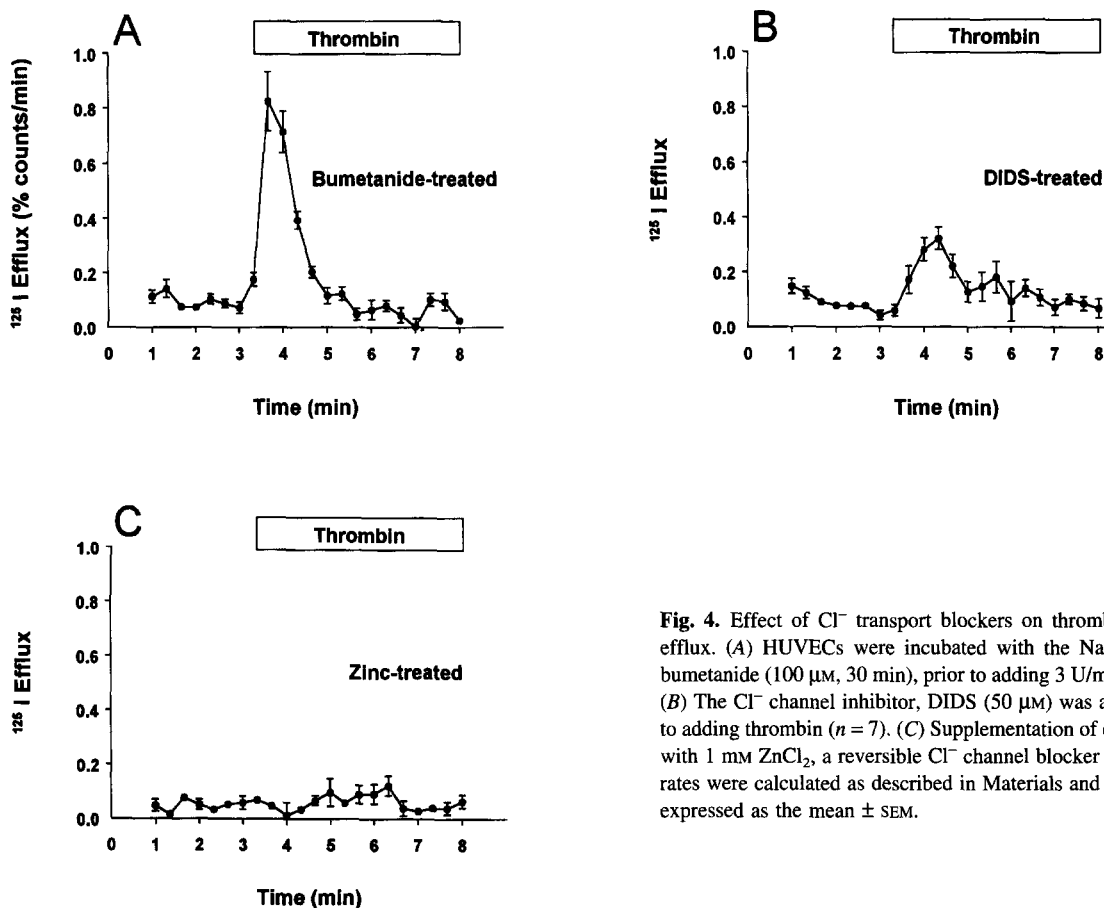 A
Thrombin
1.0
0.8
0.6
0.4
0.2
0.0
¹²⁵ I Efflux (% counts/min)
Bumetanide-treated
0 1 2 3 4 5 6 7 8
Time (min)
B
Thrombin
1.0
0.8
0.6
0.4
0.2
0.0
¹²⁵ I Efflux
DIDS-treated
0 1 2 3 4 5 6 7 8
Time (min)
C
Thrombin
1.0
0.8
0.6
0.4
0.2
0.0
¹²⁵ I Efflux
Zinc-treated
0 1 2 3 4 5 6 7 8
Time (min)
Fig. 4. Effect of Cl⁻ transport blockers on thromb
efflux. (A) HUVECs were incubated with the Na
bumetanide (100 μM, 30 min), prior to adding 3 U/m
(B) The Cl⁻ channel inhibitor, DIDS (50 μM) was a
to adding thrombin (n = 7). (C) Supplementation of
with 1 mM ZnCl₂, a reversible Cl⁻ channel blocker
rates were calculated as described in Materials and
expressed as the mean ± SEM.